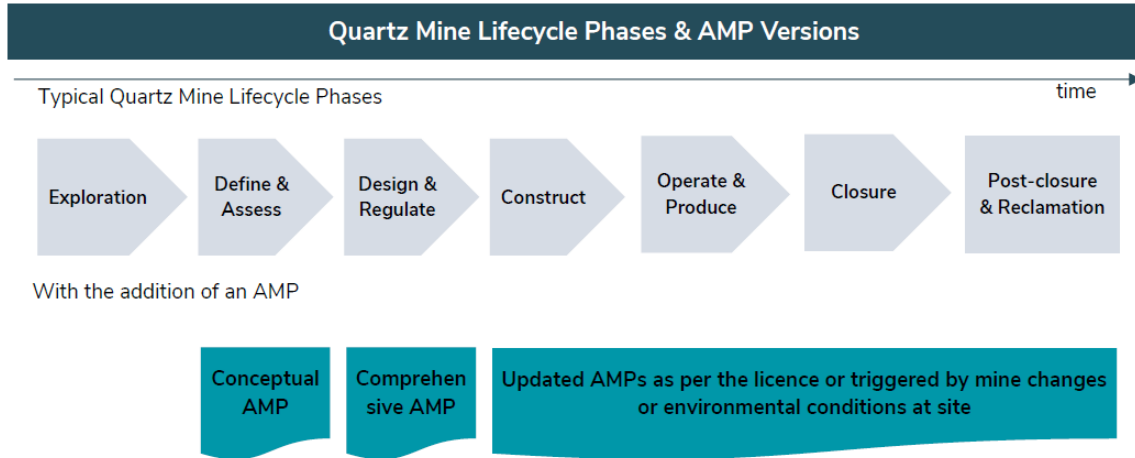 Quartz Mine Lifecycle Phases & AMP Versions
Typical Quartz Mine Lifecycle Phases
time
Exploration
Define &
Assess
Design &
Regulate
Construct
Operate &
Produce
Closure
Post-closure
& Reclamation
With the addition of an AMP
Conceptual
AMP
Comprehen
sive AMP
Updated AMPs as per the licence or triggered by mine changes
or environmental conditions at site